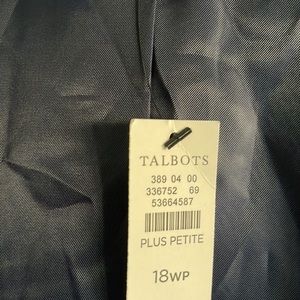 TALBOTS
389 04 00
336752 69
53664587
PLUS PETITE
18WP